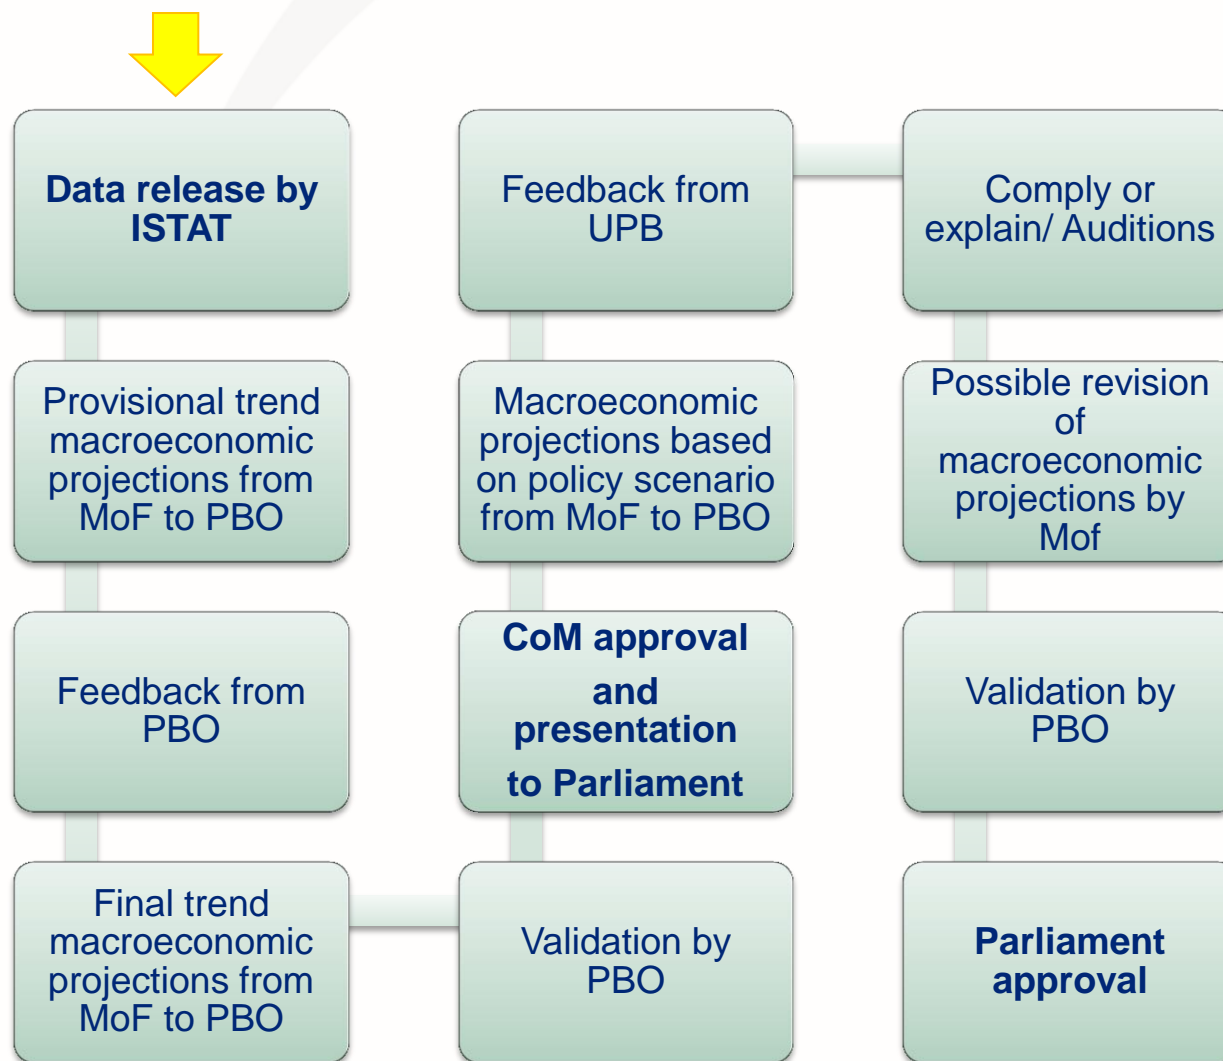 Data release by
ISTAT
Provisional trend
macroeconomic
projections from
MoF to PBO
Feedback from
PBO
Final trend
macroeconomic
projections from
MoF to PBO
Validation by
PBO
CoM approval
and
presentation
to Parliament
Macroeconomic
projections based
on policy scenario
from MoF to PBO
Feedback from
UPB
Comply or
explain/ Auditions
Possible revision
of
macroeconomic
projections by
Mof
Validation by
PBO
Parliament
approval